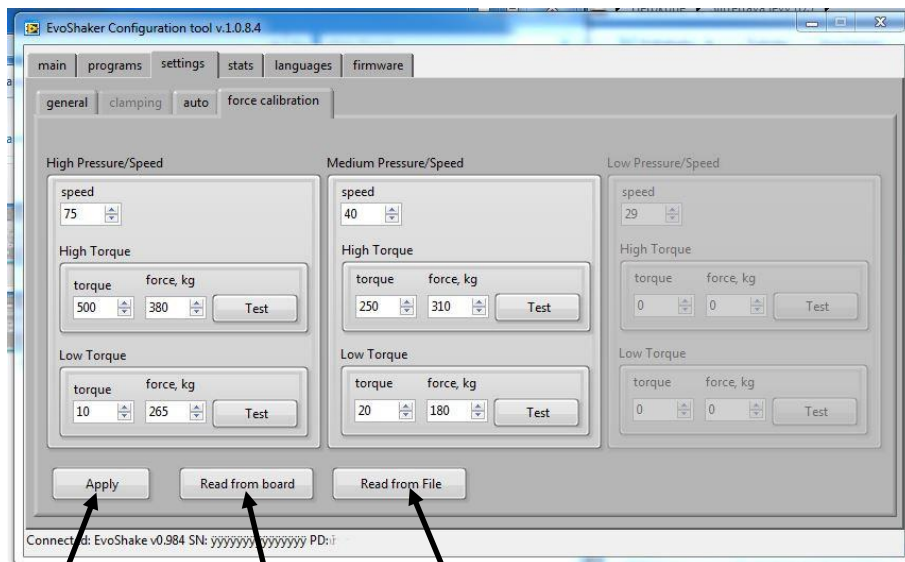 EvoShaker Configuration tool v.1.0.8.4
main programs settings stats languages firmware
general clamping auto force calibration
High Pressure/Speed Medium Pressure/Speed Low Pressure/Speed
speed speed speed
75 40 29
High Torque High Torque High Torque
torque force, kg torque force, kg torque force, kg
500 380 Test 250 310 Test 0 0 Test
Low Torque Low Torque Low Torque
torque force, kg torque force, kg torque force, kg
10 265 Test 20 180 Test 0 0 Test
Apply Read from board Read from File
Connected: EvoShake v0.984 SN: ÿÿÿÿÿÿÿÿÿÿÿÿÿÿÿ PD: